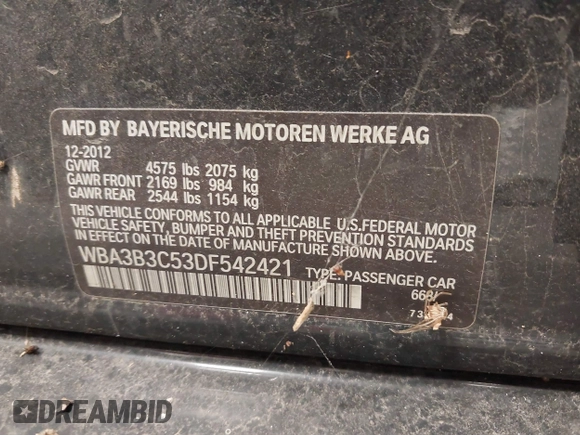 MFD BY BAYERISCHE MOTOREN WERKE AG
12-2012
GVWR 4575 lbs 2075 kg
GAWR FRONT 2169 lbs 984 kg
GAWR REAR 2544 lbs 1154 kg
THIS VEHICLE CONFORMS TO ALL APPLICABLE U.S.FEDERAL MOTOR
VEHICLE SAFETY, BUMPER, AND THEFT PREVENTION STANDARDS
IN EFFECT ON THE DATE OF MANUFACTURE SHOWN ABOVE.
WBA3B3C53DF542421 TYPE: PASSENGER CAR
DREAMBID